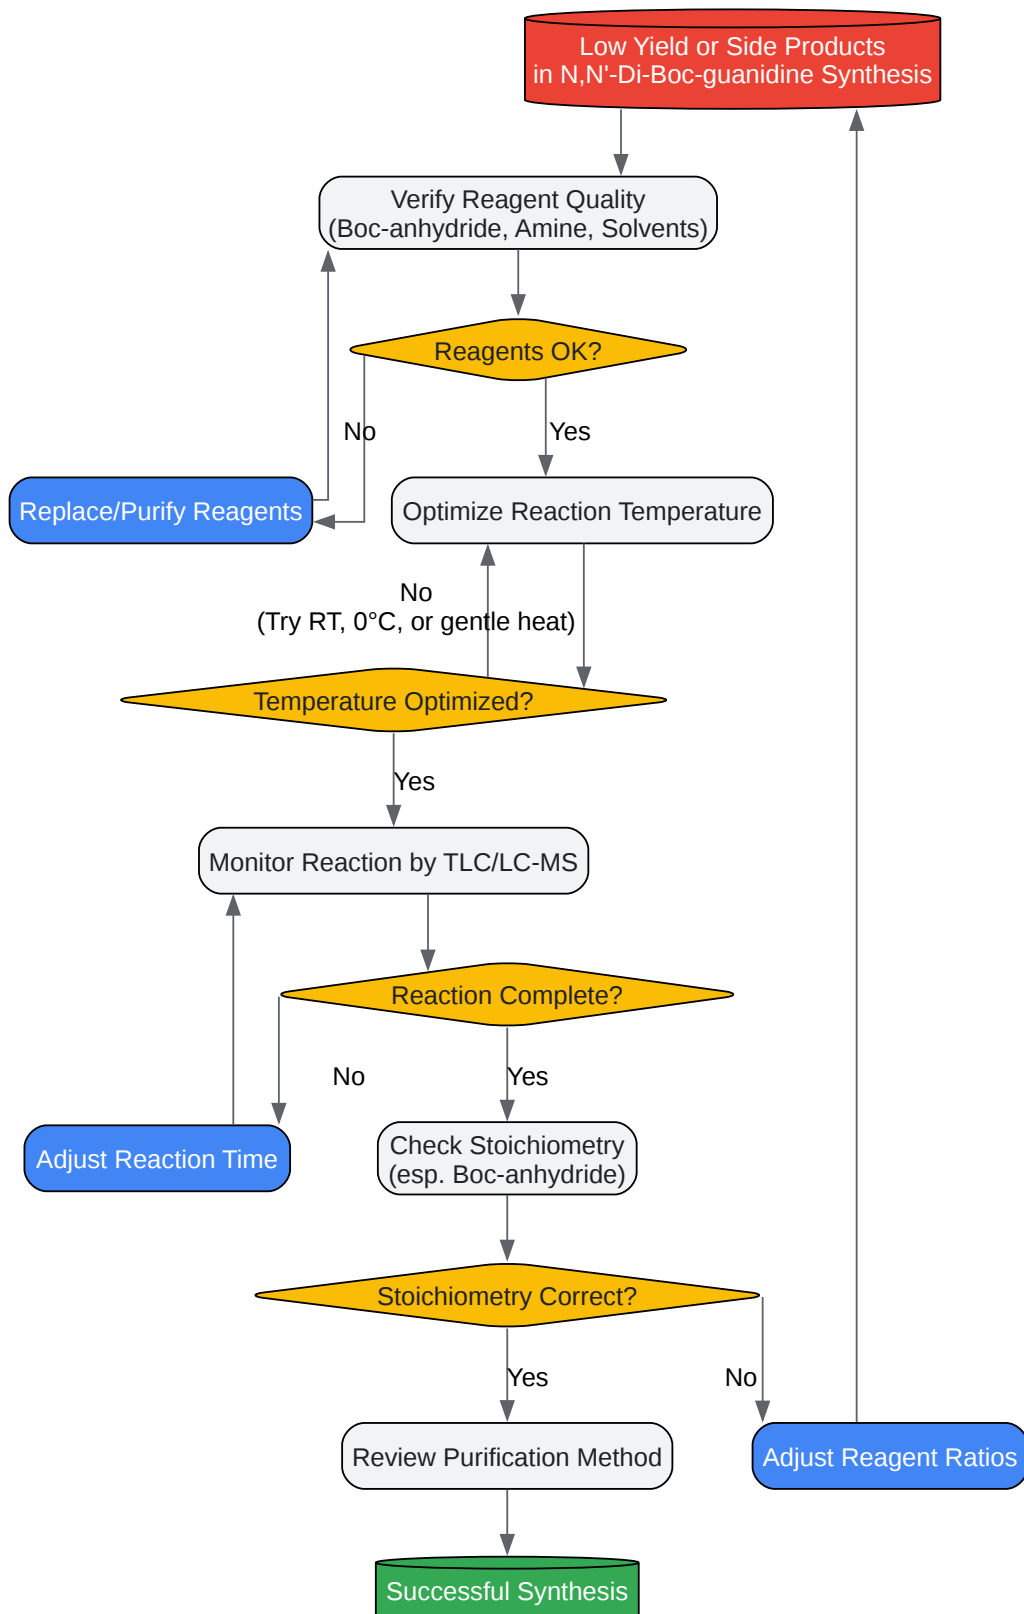 Low Yield or Side Products
in N,N'-Di-Boc-guanidine Synthesis
Verify Reagent Quality
(Boc-anhydride, Amine, Solvents)
Reagents OK?
No
Yes
Replace/Purify Reagents
Optimize Reaction Temperature
No
(Try RT, 0°C, or gentle heat)
Temperature Optimized?
Yes
Monitor Reaction by TLC/LC-MS
Reaction Complete?
No
Yes
Adjust Reaction Time
Check Stoichiometry
(esp. Boc-anhydride)
Stoichiometry Correct?
Yes
No
Review Purification Method
Adjust Reagent Ratios
Successful Synthesis